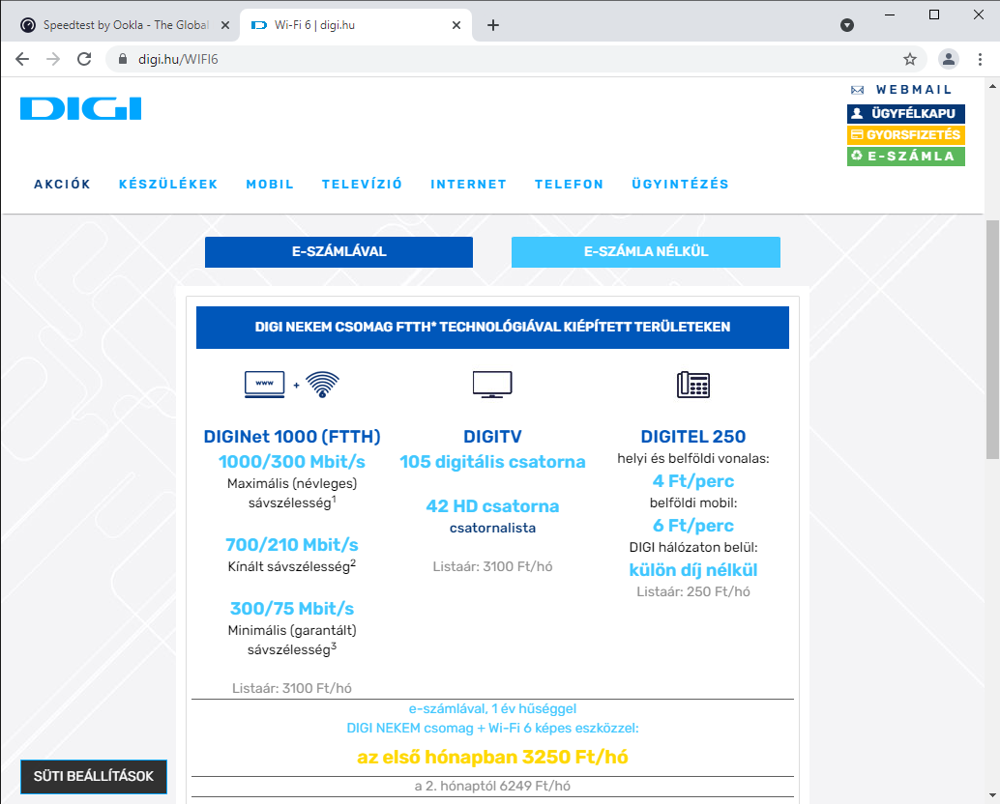 Speedtest by Ookla - The Global
Wi-Fi 6 | digi.hu
digi.hu/WIFI6
DIGI
WEBMAIL
ÜGYFÉLKAPU
GYORSFIZETÉS
E-SZÁMLA
AKCIÓK KÉSZÜLÉKEK MOBIL TELEVÍZIÓ INTERNET TELEFON ÜGYINTÉZÉS
E-SZÁMLÁVAL
E-SZÁMLA NÉLKÜL
DIGI NEKEM CSOMAG FTTH* TECHNOLÓGIÁVAL KIÉPÍTETT TERÜLETEKEN
www +
DIGINet 1000 (FTTH)
1000/300 Mbit/s
Maximális (névleges)
sávszélesség1
700/210 Mbit/s
Kínált sávszélesség2
300/75 Mbit/s
Minimális (garantált)
sávszélesség3
Listaár: 3100 Ft/hó
DIGITV
105 digitális csatorna
42 HD csatorna
csatornalista
Listaár: 3100 Ft/hó
DIGITEL 250
helyi és belföldi vonalas:
4 Ft/perc
belföldi mobil:
6 Ft/perc
DIGI hálózaton belül:
külön díj nélkül
Listaár: 250 Ft/hó
e-számlával, 1 év hűséggel
DIGI NEKEM csomag + Wi-Fi 6 képes eszközzel:
az első hónapban 3250 Ft/hó
a 2. hónaptól 6249 Ft/hó
SÜTI BEÁLLÍTÁSOK